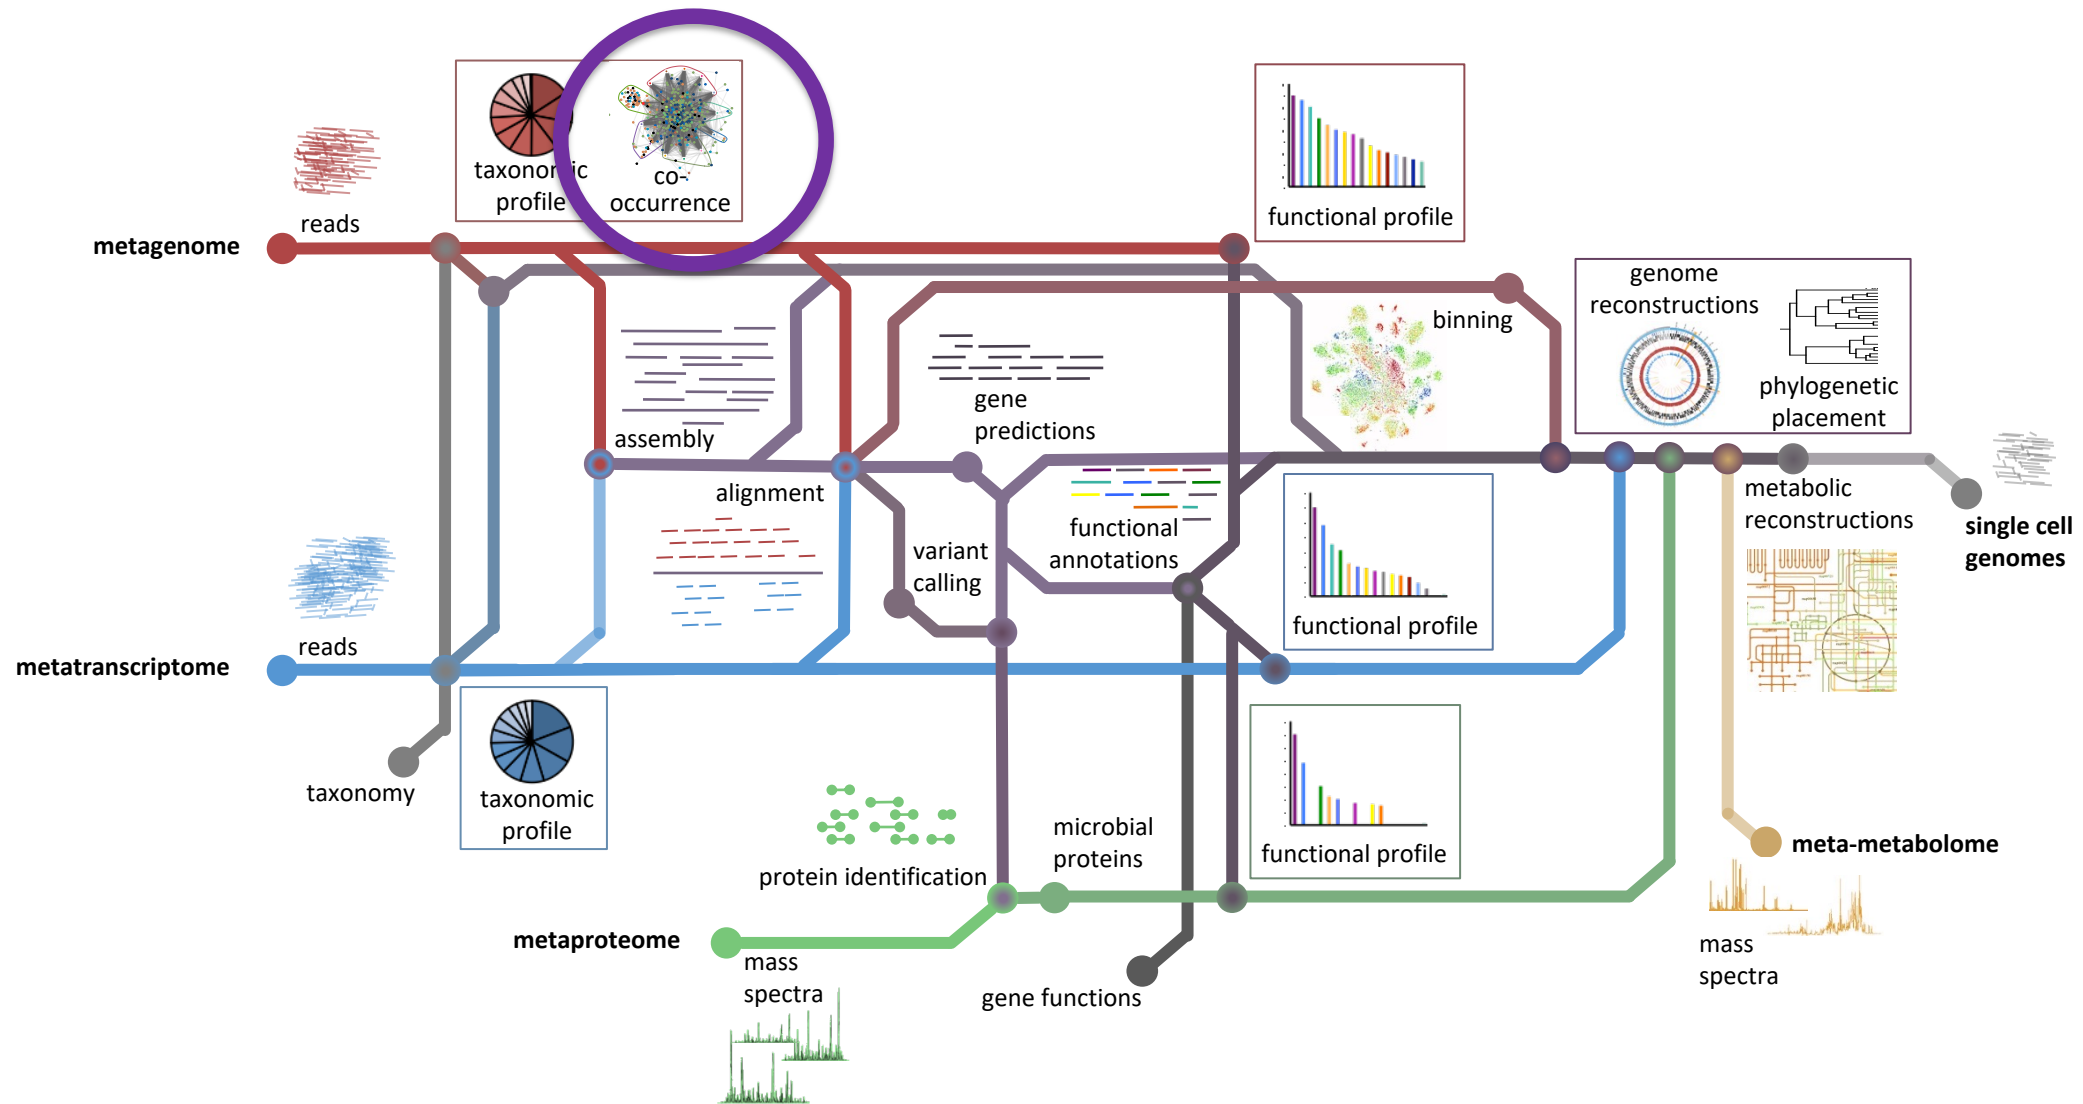 taxonomic
profile
co-
occurrence
reads
metagenome
functional profile
genome
reconstructions
phylogenetic
placement
binning
gene
predictions
assembly
alignment
functional
annotations
variant
calling
metabolic
reconstructions
single cell
genomes
reads
metatranscriptome
functional profile
taxonomy
taxonomic
profile
microbial
proteins
functional profile
protein identification
meta-metabolome
metaproteome
mass
spectra
gene functions
mass
spectra